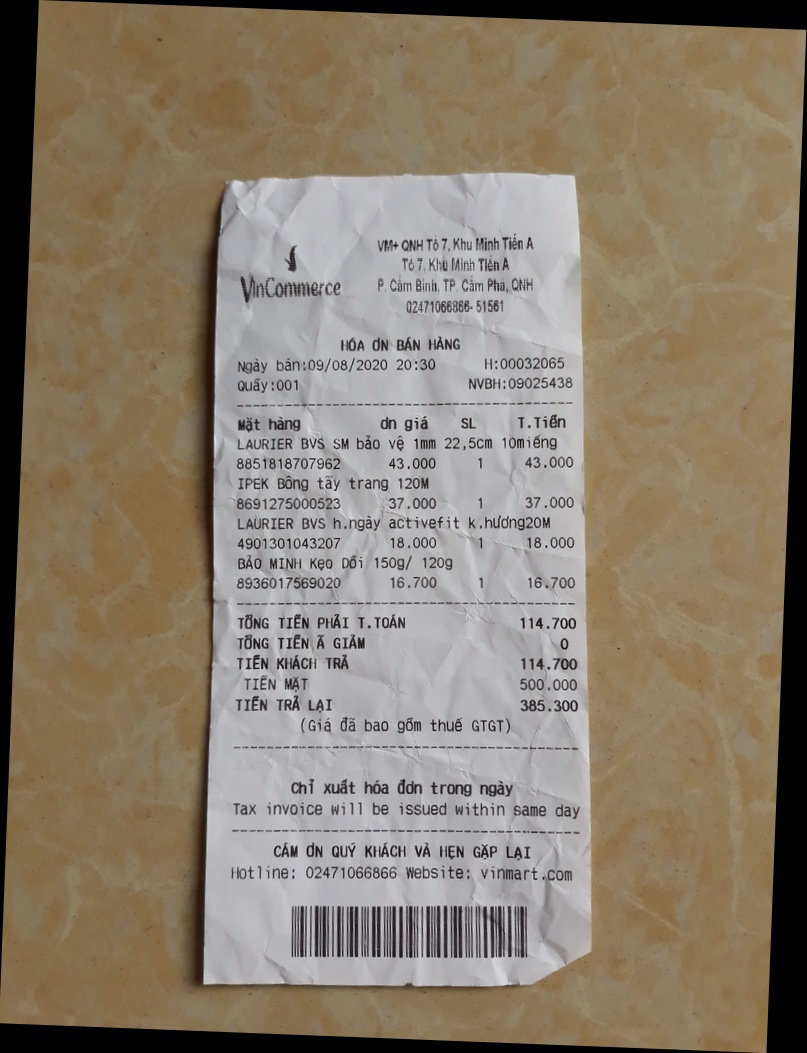 VinCommerce
VM+ QNH Tổ 7, Khu Minh Tiến A
Tổ 7, Khu Minh Tiến A
P. Cẩm Bình, TP. Cẩm Phả, QNH
02471066866-51561
HÓA ƠN BÁN HÀNG
Ngày bán:09/08/2020 20:30 H:00032065
Quầy:001 NVBH:09025438
Mặt hàng ơn giá SL T.Tiền
LAURIER BVS SM bảo vệ 1mm 22,5cm 10miếng
8851818707962 43.000 1 43.000
IPEK Bông tẩy trang 120M
8691275000523 37.000 1 37.000
LAURIER BVS h.ngày activefit k.hương20M
4901301043207 18.000 1 18.000
BẢO MINH Kẹo Dồi 150g/ 120g
8936017569020 16.700 1 16.700
TỔNG TIỀN PHẢI T.TOÁN 114.700
TỔNG TIỀN Ã GIẢM 0
TIỀN KHÁCH TRẢ 114.700
TIỀN MẶT 500.000
TIỀN TRẢ LẠI 385.300
(Giá đã bao gồm thuế GTGT)
Chỉ xuất hóa đơn trong ngày
Tax invoice will be issued within same day
CẢM ƠN QUÝ KHÁCH VÀ HẸN GẶP LẠI
Hotline: 02471066866 Website: vinmart.com